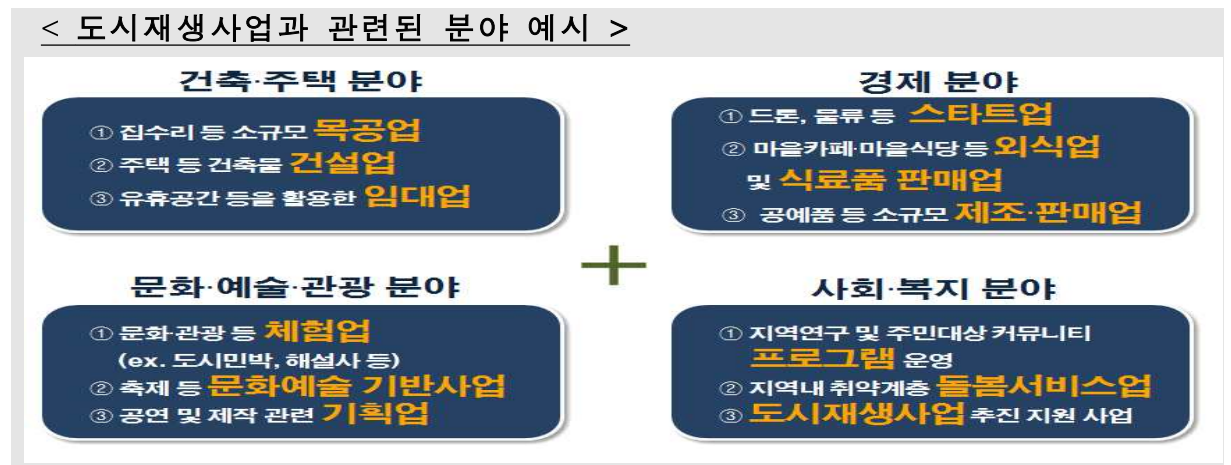 < 도시재생사업과 관련된 분야 예시 >
건축·주택 분야
① 집수리 등 소규모 목공업
② 주택 등 건축물 건설업
③ 유휴공간 등을 활용한 임대업
경제 분야
① 드론, 물류 등 스타트업
② 마을카페·마을식당 등 외식업
및 식료품 판매업
③ 공예품 등 소규모 제조·판매업
+
문화·예술·관광 분야
① 문화·관광 등 체험업
(ex. 도시민박, 해설사 등)
② 축제 등 문화예술 기반사업
③ 공연 및 제작 관련 기획업
사회·복지 분야
① 지역연구 및 주민대상 커뮤니티
프로그램 운영
② 지역내 취약계층 돌봄서비스업
③ 도시재생사업 추진 지원 사업